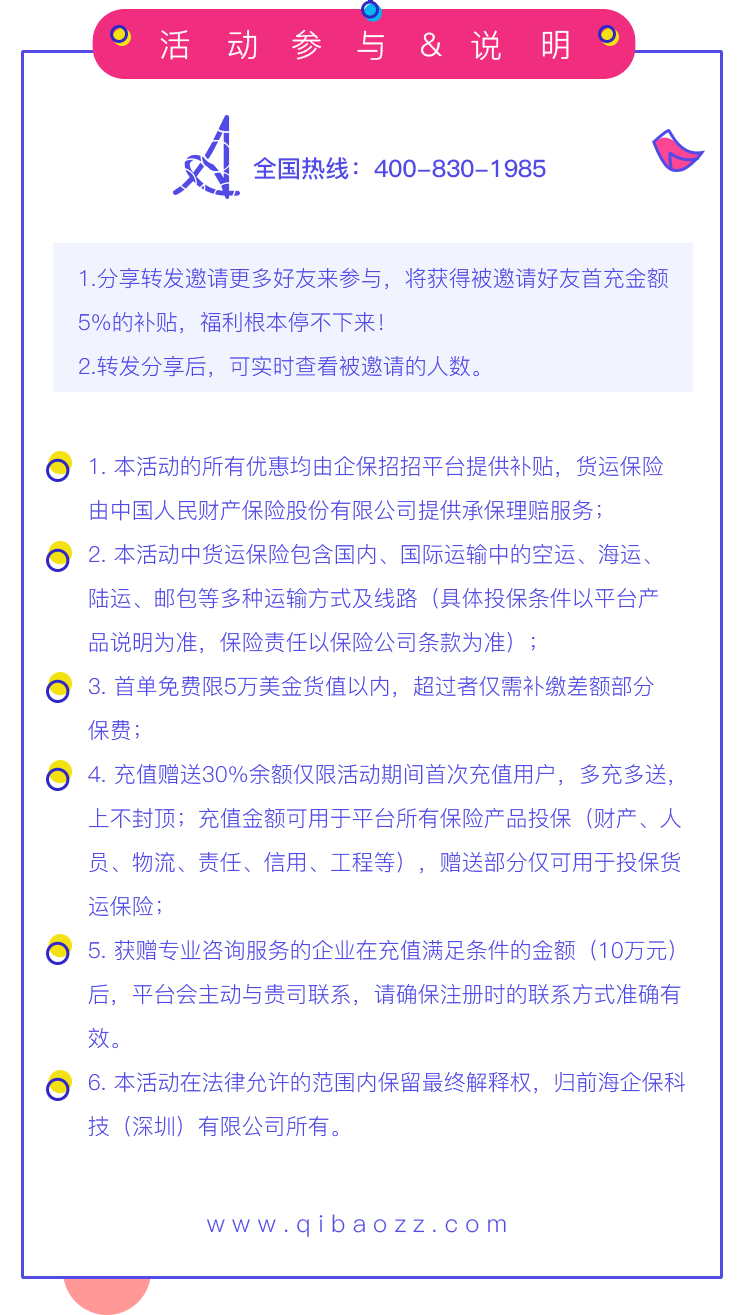 活动参与&说明
全国热线：400-830-1985
1.分享转发邀请更多好友来参与，将获得被邀请好友首充金额
5%的补贴，福利根本停不下来！
2.转发分享后，可实时查看被邀请的人数。
1. 本活动的所有优惠均由企保招招平台提供补贴，货运保险
由中国人民财产保险股份有限公司提供承保理赔服务；
2. 本活动中货运保险包含国内、国际运输中的空运、海运、
陆运、邮包等多种运输方式及线路（具体投保条件以平台产
品说明为准，保险责任以保险公司条款为准）；
3. 首单免费限5万美金货值以内，超过者仅需补缴差额部分
保费；
4. 充值赠送30%余额仅限活动期间首次充值用户，多充多送，
上不封顶；充值金额可用于平台所有保险产品投保（财产、人
员、物流、责任、信用、工程等），赠送部分仅可用于投保货
运保险；
5. 获赠专业咨询服务的企业在充值满足条件的金额（10万元）
后，平台会主动与贵司联系，请确保注册时的联系方式准确有
效。
6. 本活动在法律允许的范围内保留最终解释权，归前海企保科
技（深圳）有限公司所有。
www.qibaozz.com